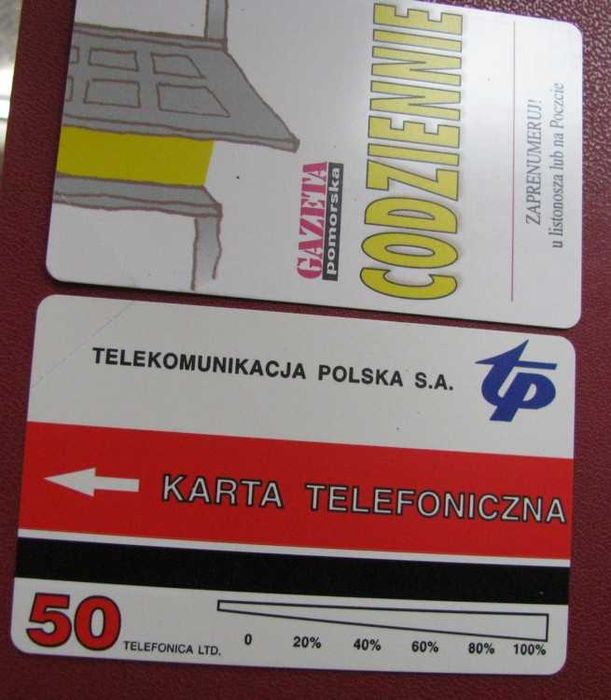 GAZETA
pomorska
CODZIENNIE
ZAPRENUMERUJ!
u listonosza lub na Poczcie
TELEKOMUNIKACJA POLSKA S.A.
tp
KARTA TELEFONICZNA
50
TELEFONICA LTD.
0 20% 40% 60% 80% 100%